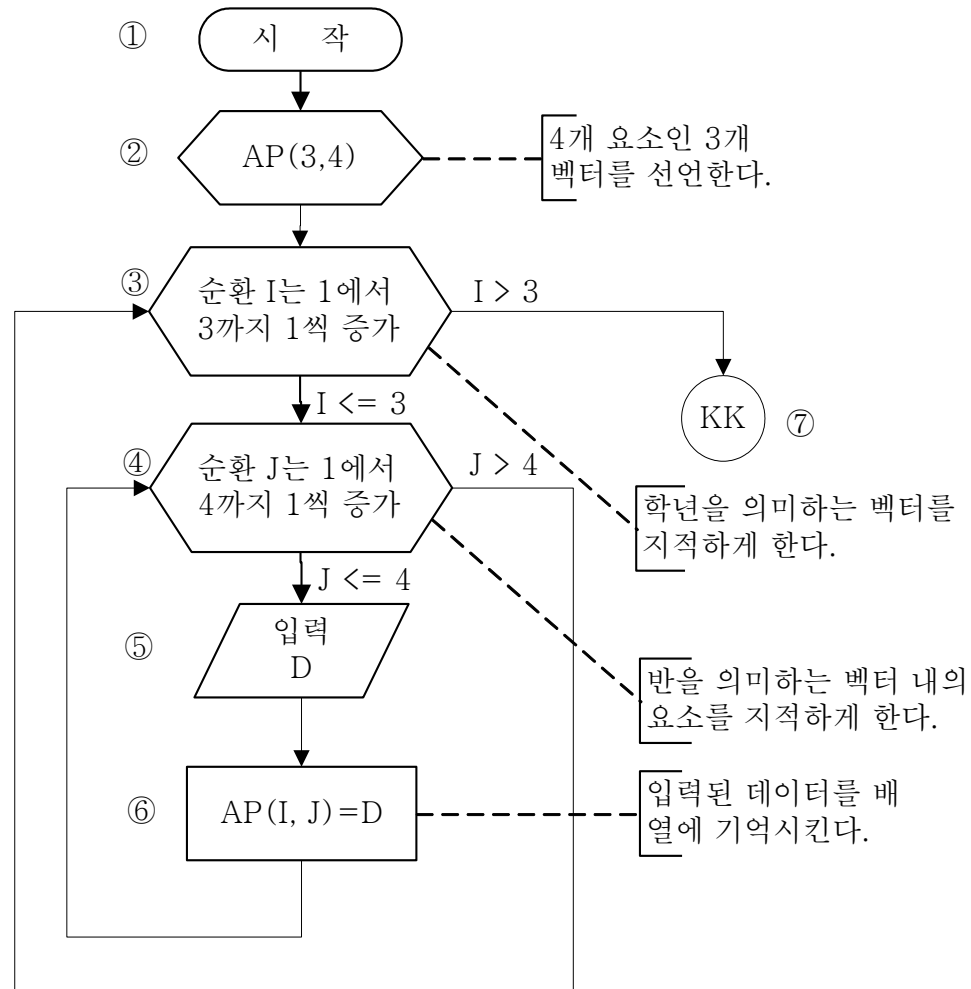 ①
시 작
②
AP(3,4)
4개 요소인 3개
벡터를 선언한다.
③
순환 I는 1에서
3까지 1씩 증가
I > 3
I <= 3
KK
⑦
④
순환 J는 1에서
4까지 1씩 증가
J > 4
학년을 의미하는 벡터를
지적하게 한다.
J <= 4
⑤
입력
D
반을 의미하는 벡터 내의
요소를 지적하게 한다.
⑥
AP(I, J)=D
입력된 데이터를 배
열에 기억시킨다.